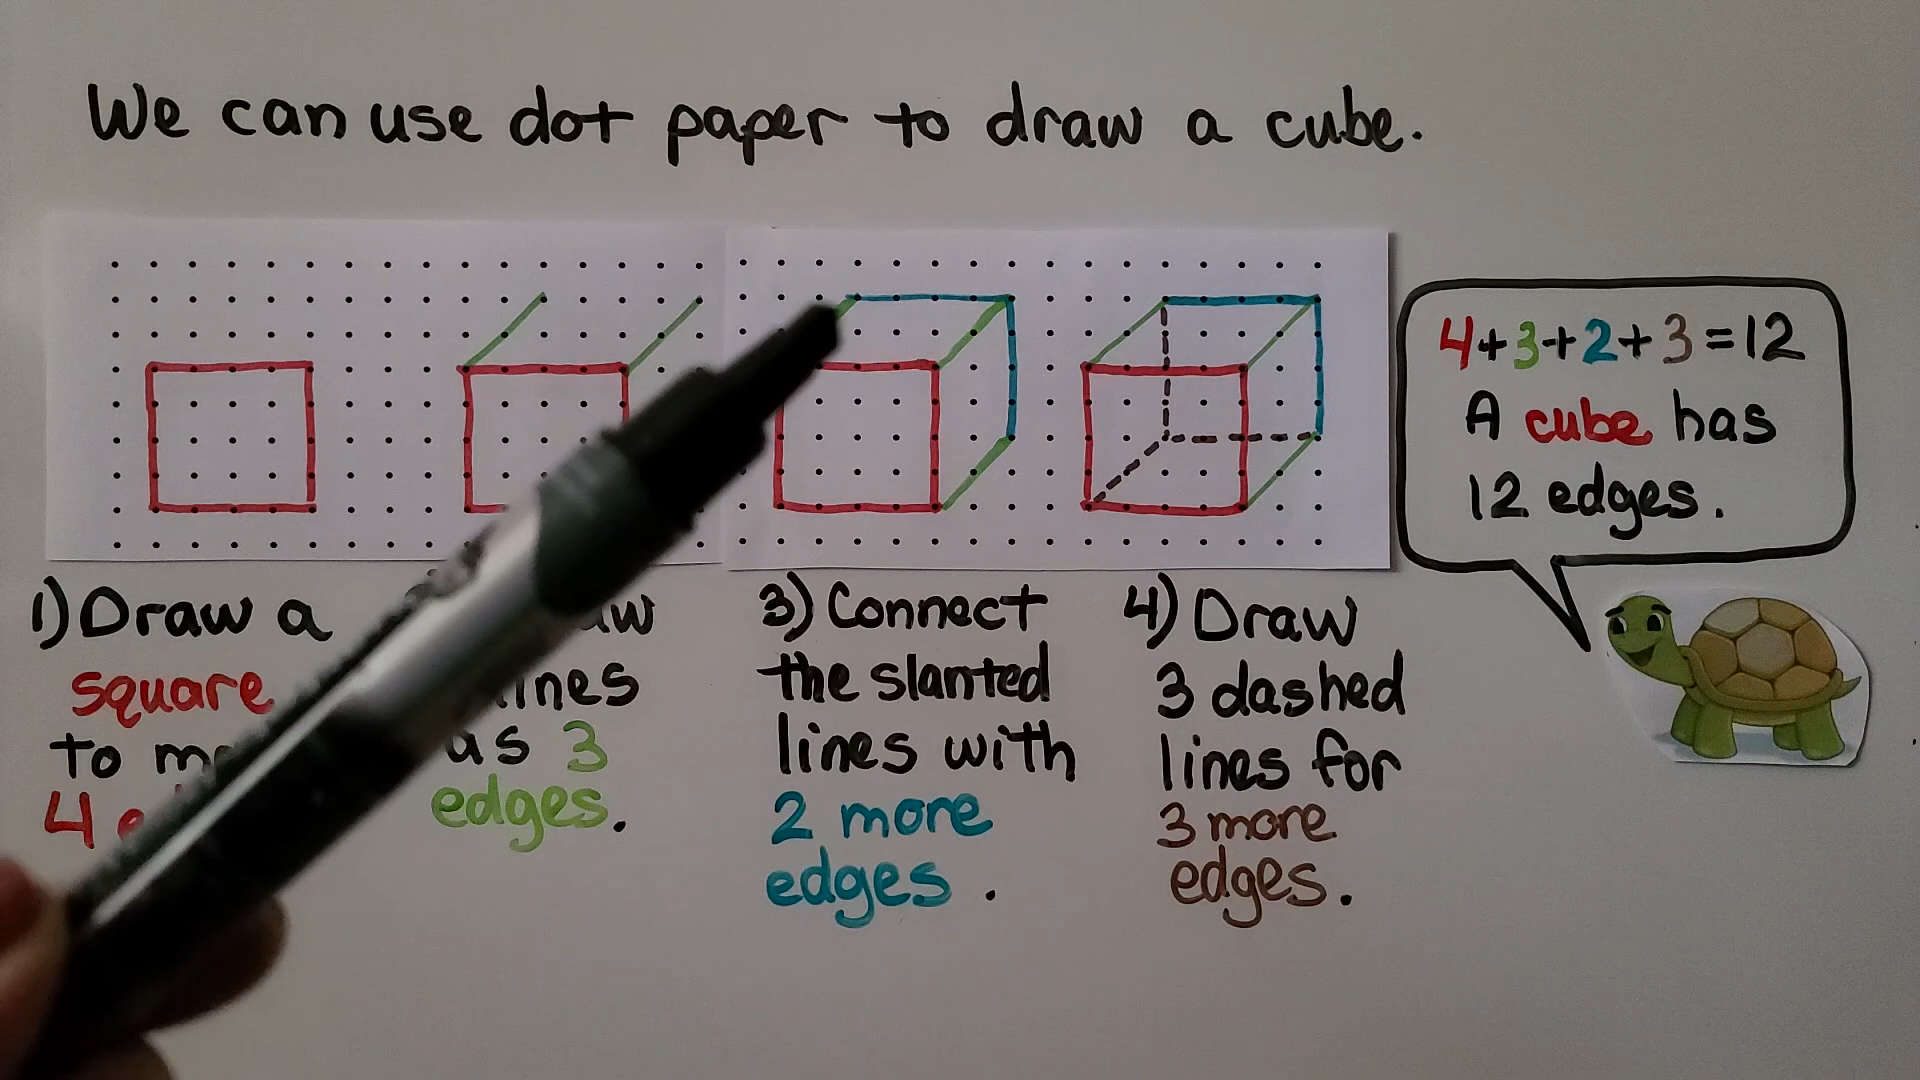 We can use dot paper to draw a cube.
4+3+2+3=12
A cube has
12 edges.
1) Draw a
square
to
4
lines
as 3
edges.
3) Connect
the slanted
lines with
2 more
edges.
4) Draw
3 dashed
lines for
3 more
edges.